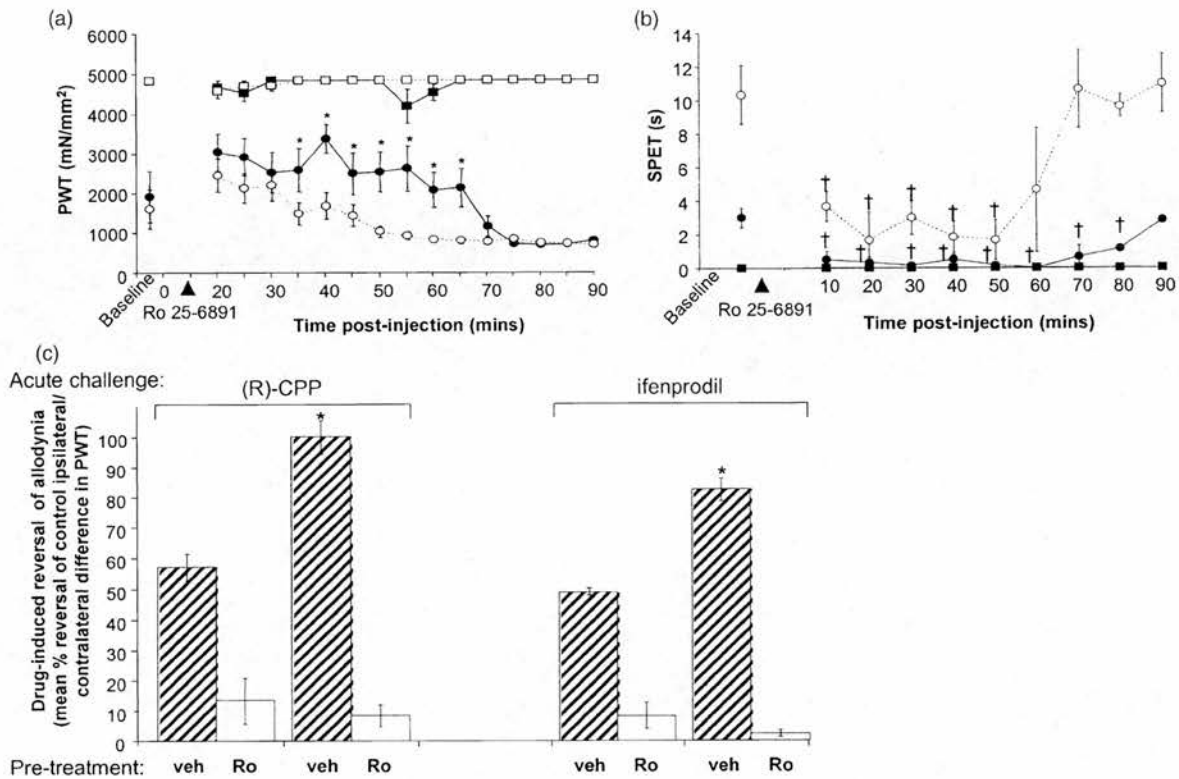 (a)
6000
5000
4000
3000
2000
1000
0
PWT (mN/mm²)
* * * * * * *
Baseline
0 20 30 40 50 60 70 80 90
Ro 25-6891
Time post-injection (mins)
(b)
14
12
10
8
6
4
2
0
SPET (s)
† † † † †
† † † † † † † †
Baseline
10 20 30 40 50 60 70 80 90
Ro 25-6891
Time post-injection (mins)
(c)
Acute challenge:
(R)-CPP
ifenprodil
Drug-induced reversal of allodynia
(mean % reversal of control ipsilateral/
contralateral difference in PWT)
100
90
80
70
60
50
40
30
20
10
0
*
*
Pre-treatment: veh Ro veh Ro veh Ro veh Ro